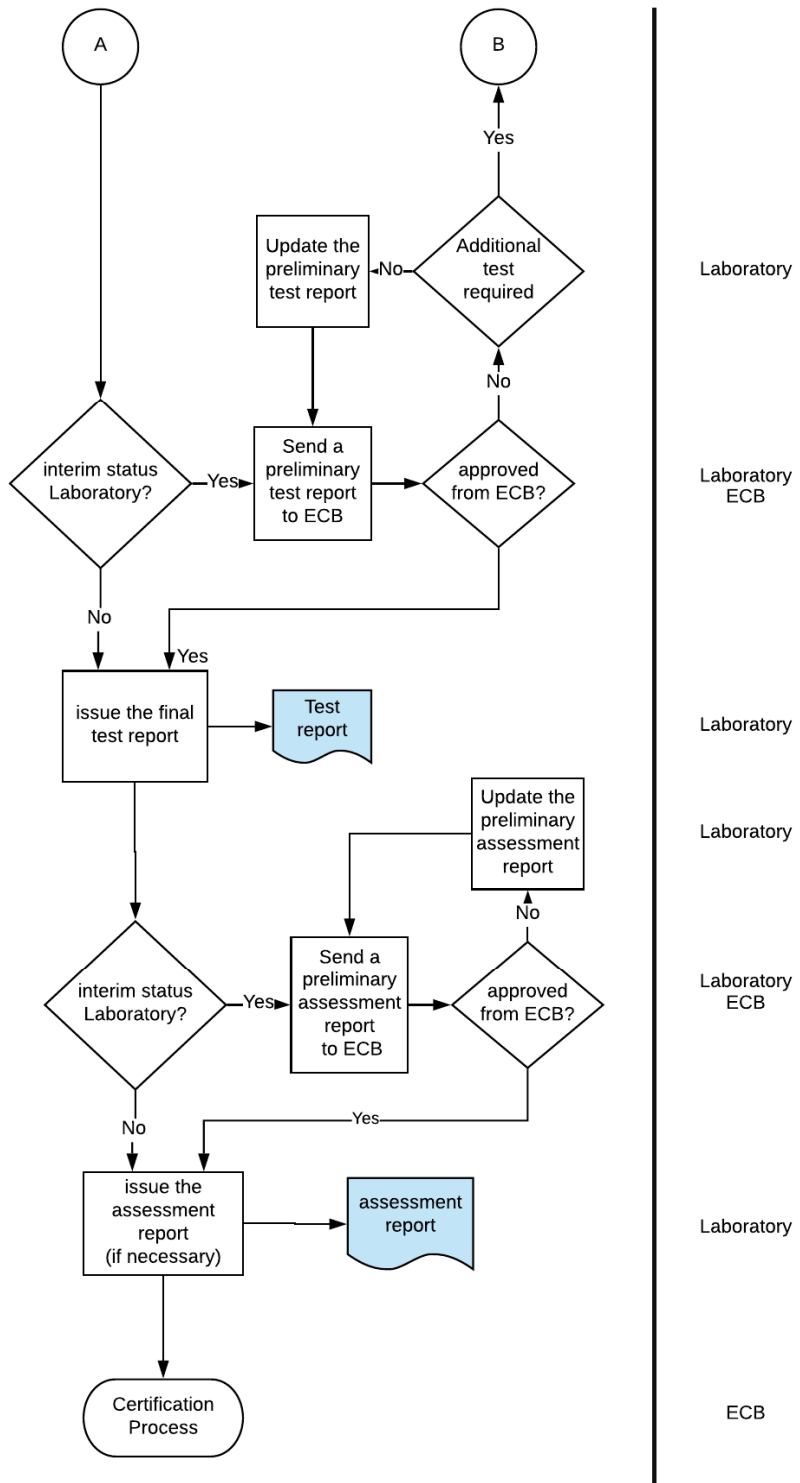 A
B
Yes
Update the
preliminary
test report
No
Additional
test
required
Laboratory
No
interim status
Laboratory?
Yes
Send a
preliminary
test report
to ECB
approved
from ECB?
Laboratory
ECB
No
Yes
issue the final
test report
Test
report
Laboratory
Update the
preliminary
assessment
report
Laboratory
No
interim status
Laboratory?
Yes
Send a
preliminary
assessment
report
to ECB
approved
from ECB?
Laboratory
ECB
No
Yes
issue the
assessment
report
(if necessary)
assessment
report
Laboratory
Certification
Process
ECB